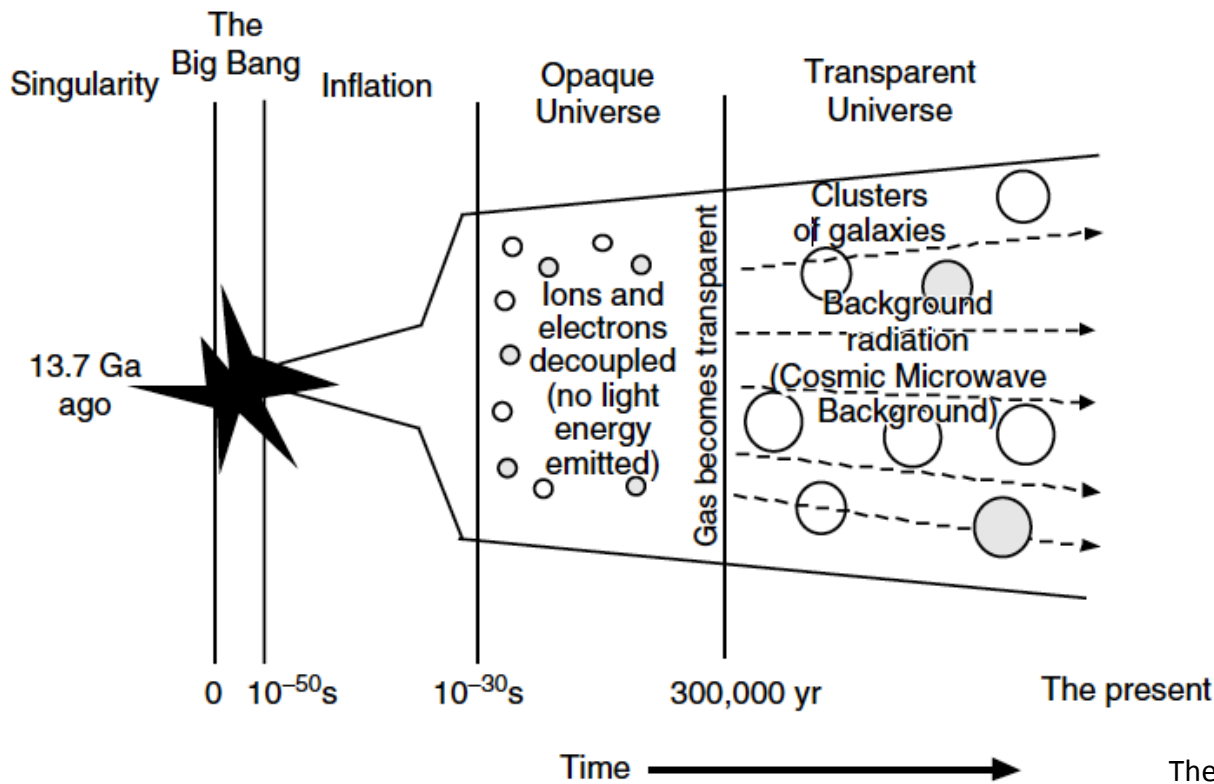 The
Big Bang
Singularity
Inflation
Opaque
Universe
Transparent
Universe
13.7 Ga
ago
Ions and
electrons
decoupled
(no light
energy
emitted)
Gas becomes transparent
Clusters
of galaxies
Background
radiation
(Cosmic Microwave
Background)
0
10⁻⁵⁰s
10⁻³⁰s
300,000 yr
The present
Time
The